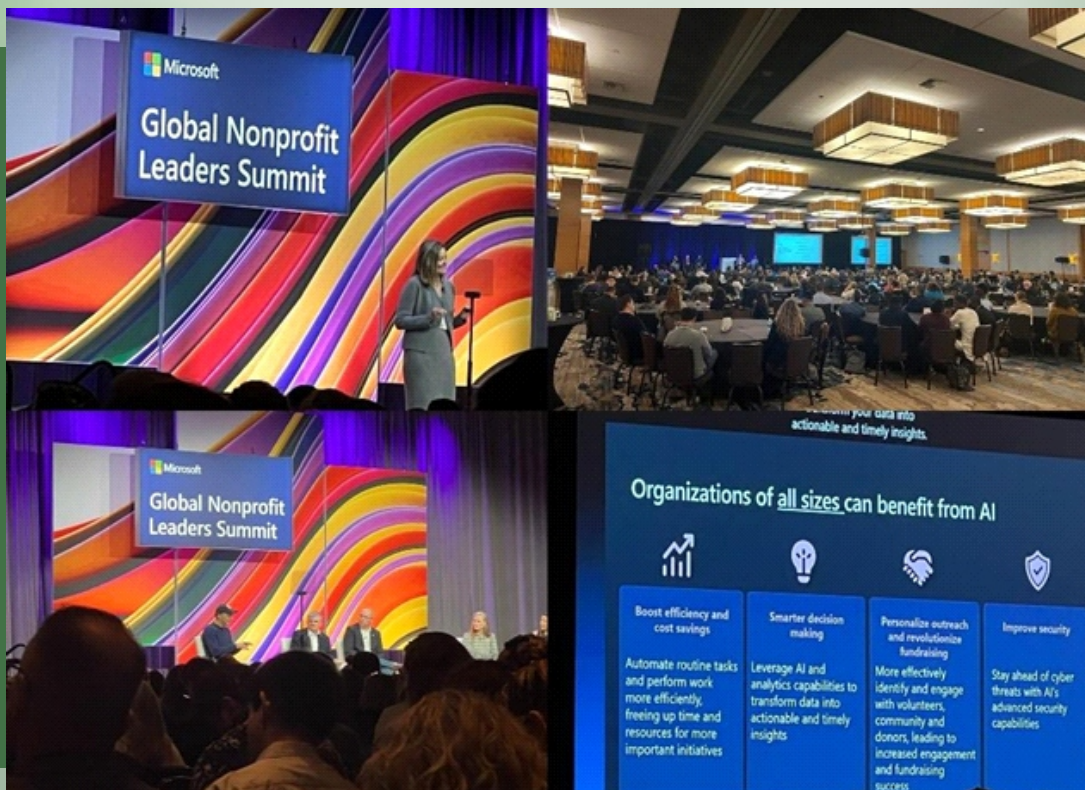 Microsoft
Global Nonprofit
Leaders Summit
Microsoft
Global Nonprofit
Leaders Summit
your data into
actionable and timely insights.
Organizations of all sizes can benefit from AI
Boost efficiency and
cost savings
Automate routine tasks
and perform work
more efficiently,
freeing up time and
resources for more
important initiatives
Smarter decision
making
Leverage AI and
analytics capabilities to
transform data into
actionable and timely
insights
Personalize outreach
and revolutionize
fundraising
More effectively
identify and engage
with volunteers,
community and
donors, leading to
increased engagement
and fundraising
success
Improve security
Stay ahead of cyber
threats with AI's
advanced security
capabilities